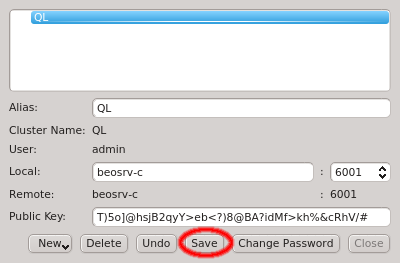 QL
Alias: QL
Cluster Name: QL
User: admin
Local: beosrv-c : 6001
Remote: beosrv-c : 6001
Public Key: T)5o]@hsjB2qyY>eb<?)8@BA?idMf>kh%&cRhV/#
New Delete Undo Save Change Password Close